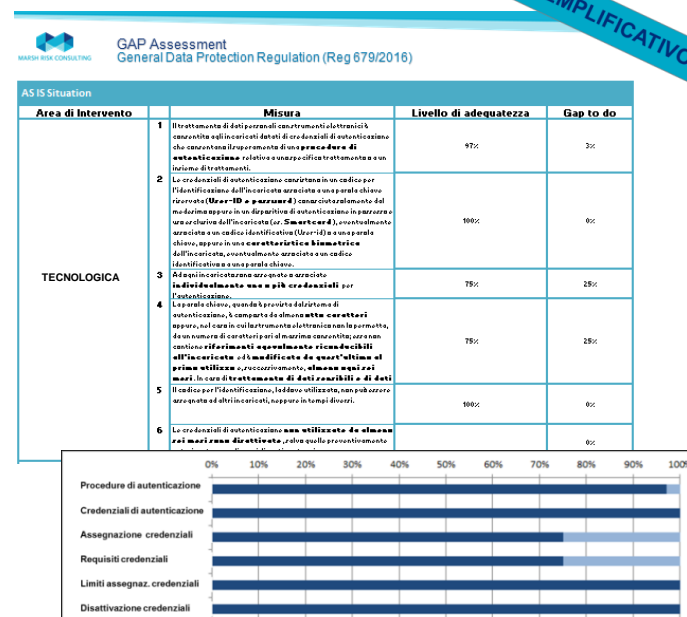 EMPLIFICATIVO
MARSH RISK CONSULTING
GAP Assessment
General Data Protection Regulation (Reg 679/2016)
AS IS Situation
Area di Intervento Misura Livello di adeguatezza Gap to do
TECNOLOGICA
1 Il trattamento di dati personali con strumenti elettronici è
consentito agli incaricati dotati di credenziali di autenticazione
che consentano il superamento di una procedura di
autenticazione relativa a uno specifico trattamento o a un
insieme di trattamenti.
97% 3%
2 Le credenziali di autenticazione consistono in un codice per
l'identificazione dell'incaricato associato a una parola chiave
riservata (User-ID e password) conosciuta solamente dal
medesimo oppure in un dispositivo di autenticazione in possesso e
uso esclusivo dell'incaricato (es. Smartcard), eventualmente
associato a un codice identificativo (User-id) o a una parola
chiave, oppure in una caratteristica biometrica
dell'incaricato, eventualmente associata a un codice
identificativo o a una parola chiave.
100% 0%
3 Ad ogni incaricato sono assegnate o associate
individualmente una o più credenziali per
l'autenticazione.
75% 25%
4 La parola chiave, quando è prevista dal sistema di
autenticazione, è composta da almeno otto caratteri
oppure, nel caso in cui lo strumento elettronico non lo permetta,
da un numero di caratteri pari al massimo consentito; essa non
contiene riferimenti agevolmente riconducibili
all'incaricato ed è modificata da quest'ultimo al
primo utilizzo e, successivamente, almeno ogni sei
mesi. In caso di trattamento di dati sensibili e di dati
75% 25%
5 Il codice per l'identificazione, laddove utilizzato, non può essere
assegnato ad altri incaricati, neppure in tempi diversi.
100% 0%
6 Le credenziali di autenticazione non utilizzate da almeno
sei mesi sono disattivate, salvo quelle preventivamente
0%
0% 10% 20% 30% 40% 50% 60% 70% 80% 90% 100%
Procedure di autenticazione
Credenziali di autenticazione
Assegnazione credenziali
Requisiti credenziali
Limiti assegnaz. credenziali
Disattivazione credenziali